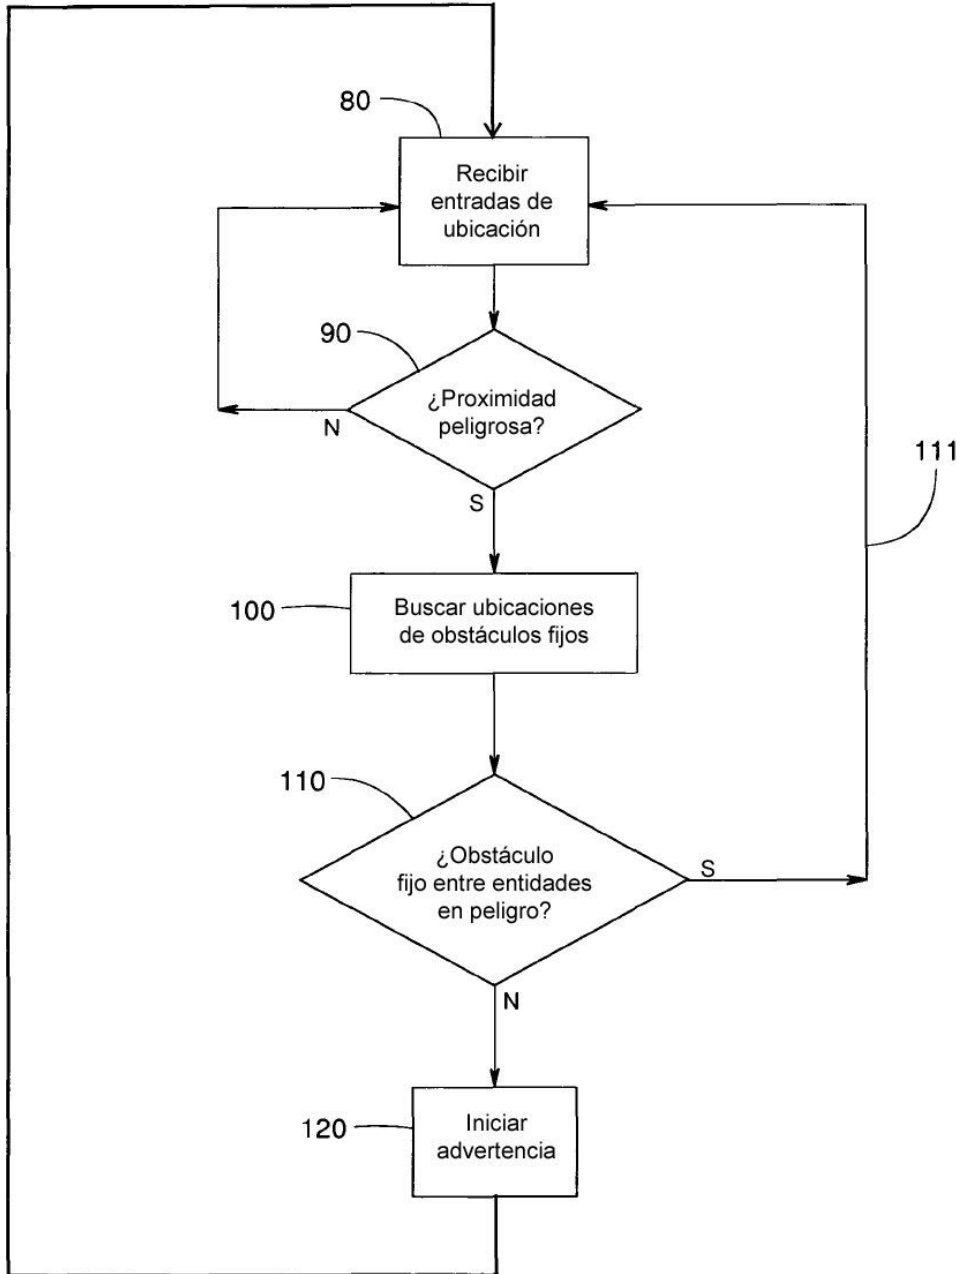 80
Recibir
entradas de
ubicación
90
¿Proximidad
peligrosa?
N
111
S
100
Buscar ubicaciones
de obstáculos fijos
110
¿Obstáculo
fijo entre entidades
en peligro?
S
N
120
Iniciar
advertencia